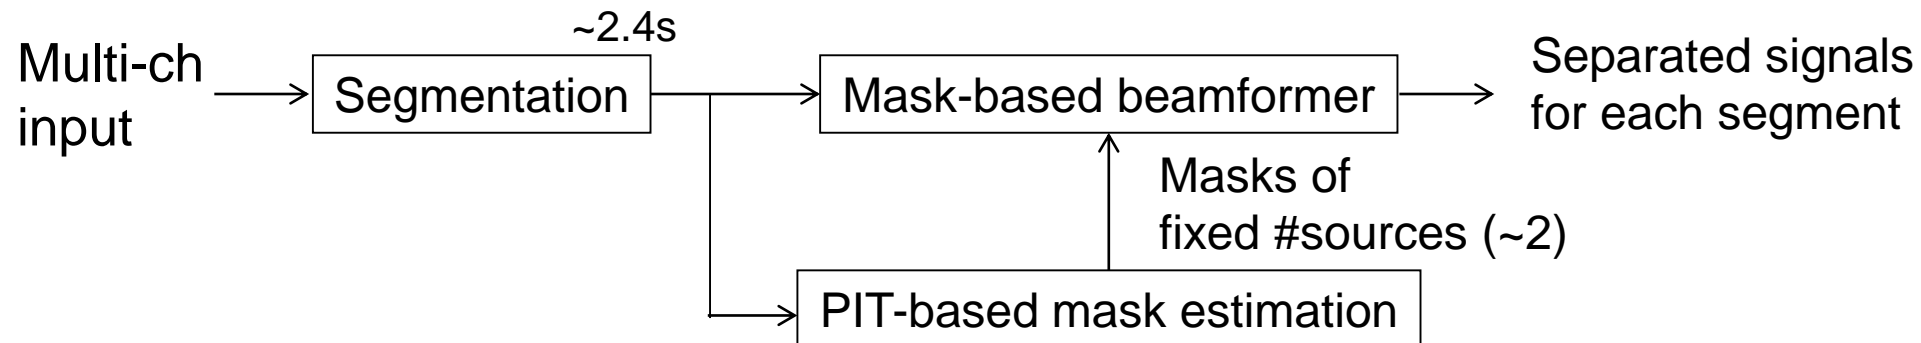 Multi-ch
input
Segmentation
~2.4s
Mask-based beamformer
Separated signals
for each segment
Masks of
fixed #sources (~2)
PIT-based mask estimation